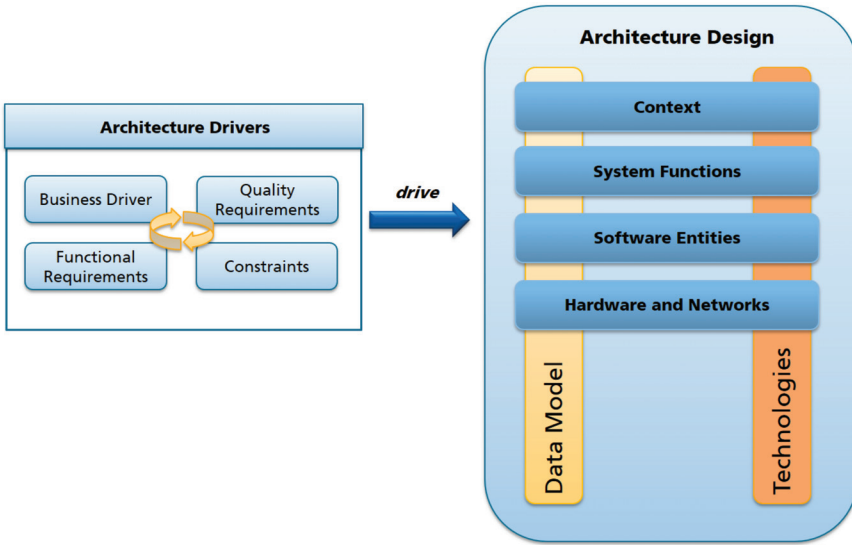 Architecture Drivers
Business Driver
Quality
Requirements
Functional
Requirements
Constraints
drive
Architecture Design
Context
System Functions
Software Entities
Hardware and Networks
Data Model
Technologies